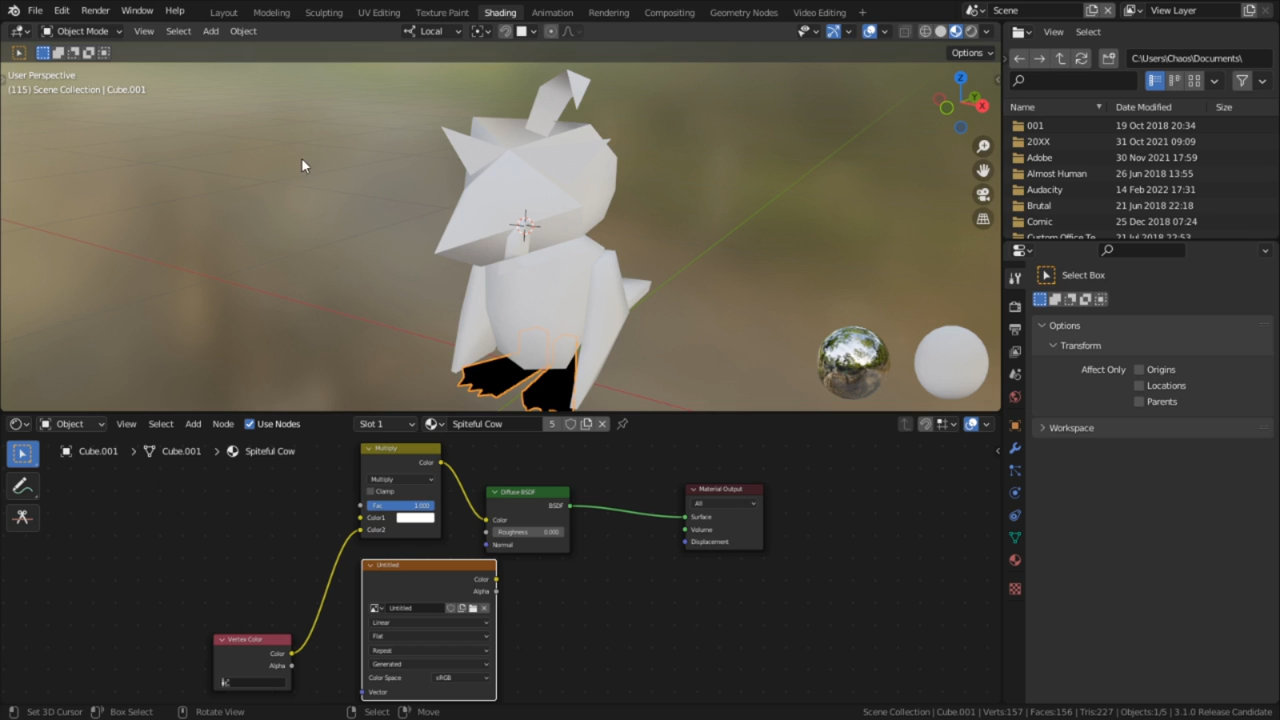 File Edit Render Window Help Layout Modeling Sculpting UV Editing Texture Paint Shading Animation Rendering Compositing Geometry Nodes Video Editing + Scene View Layer
Object Mode View Select Add Object Local View Select
Options C:\Users\Chaos\Documents\
User Perspective
(115) Scene Collection | Cube.001
Z
Y
X
Name Date Modified Size
001 19 Oct 2018 20:34
20XX 31 Oct 2021 09:09
Adobe 30 Nov 2021 17:59
Almost Human 26 Jun 2018 13:55
Audacity 14 Feb 2022 17:31
Brutal 21 Jun 2018 22:18
Comic 25 Dec 2018 07:24
Custom Office Te... 21 Jul 2018 22:53
Select Box
Options
Transform
Affect Only Origins
Locations
Parents
Workspace
Object View Select Add Node Use Nodes Slot 1 Spiteful Cow 5
Cube.001 > Cube.001 > Spiteful Cow
Multiply
Color
Multiply
Clamp
Fac 1.000
Color1
Color2
Diffuse BSDF
BSDF
Color
Roughness 0.000
Normal
Material Output
All
Surface
Volume
Displacement
Untitled
Color
Alpha
Untitled
Linear
Flat
Repeat
Generated
Color Space sRGB
Vector
Vertex Color
Color
Alpha
Set 3D Cursor Box Select Rotate View Select Move Scene Collection | Cube.001 | Verts:157 | Faces:156 | Tris:227 | Objects:1/5 | 3.1.0 Release Candidate